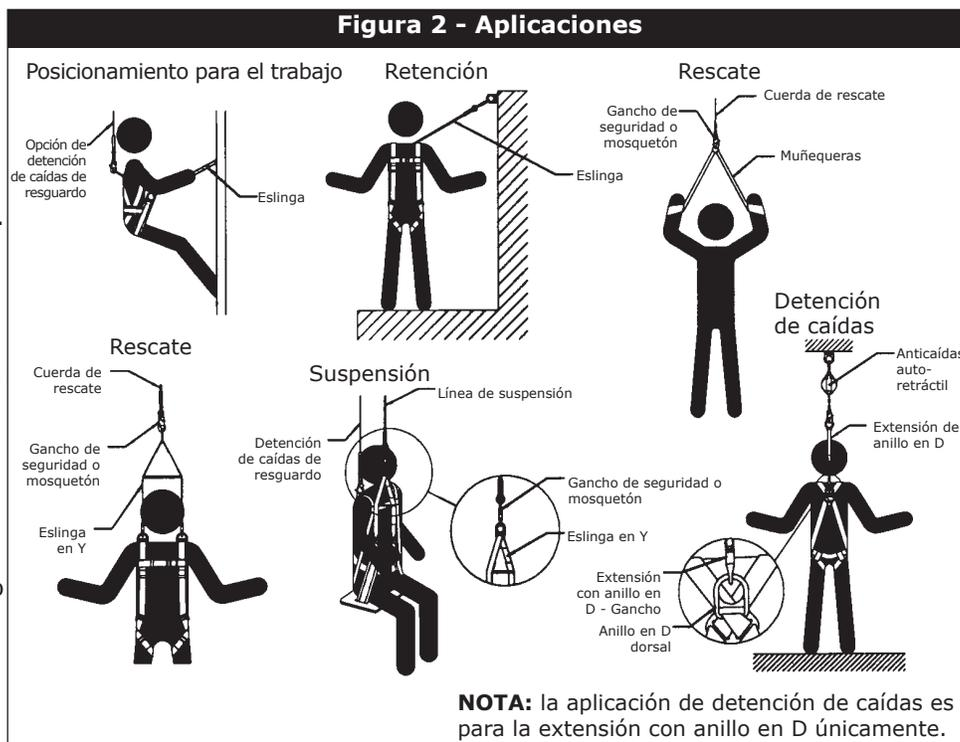 Figura 2 - Aplicaciones
Posicionamiento para el trabajo
Opción de
detención
de caídas de
resguardo
Eslinga
Retención
Eslinga
Rescate
Gancho de
seguridad o
mosquetón
Cuerda de rescate
Muñequeras
Rescate
Cuerda de
rescate
Gancho de
seguridad o
mosquetón
Eslinga
en Y
Suspensión
Línea de suspensión
Detención
de caídas de
resguardo
Gancho de seguridad o
mosquetón
Eslinga en Y
Detención
de caídas
Anticaídas
auto-
retráctil
Extensión de
anillo en D
Extensión
con anillo en
D - Gancho
Anillo en D
dorsal
NOTA: la aplicación de detención de caídas es
para la extensión con anillo en D únicamente.